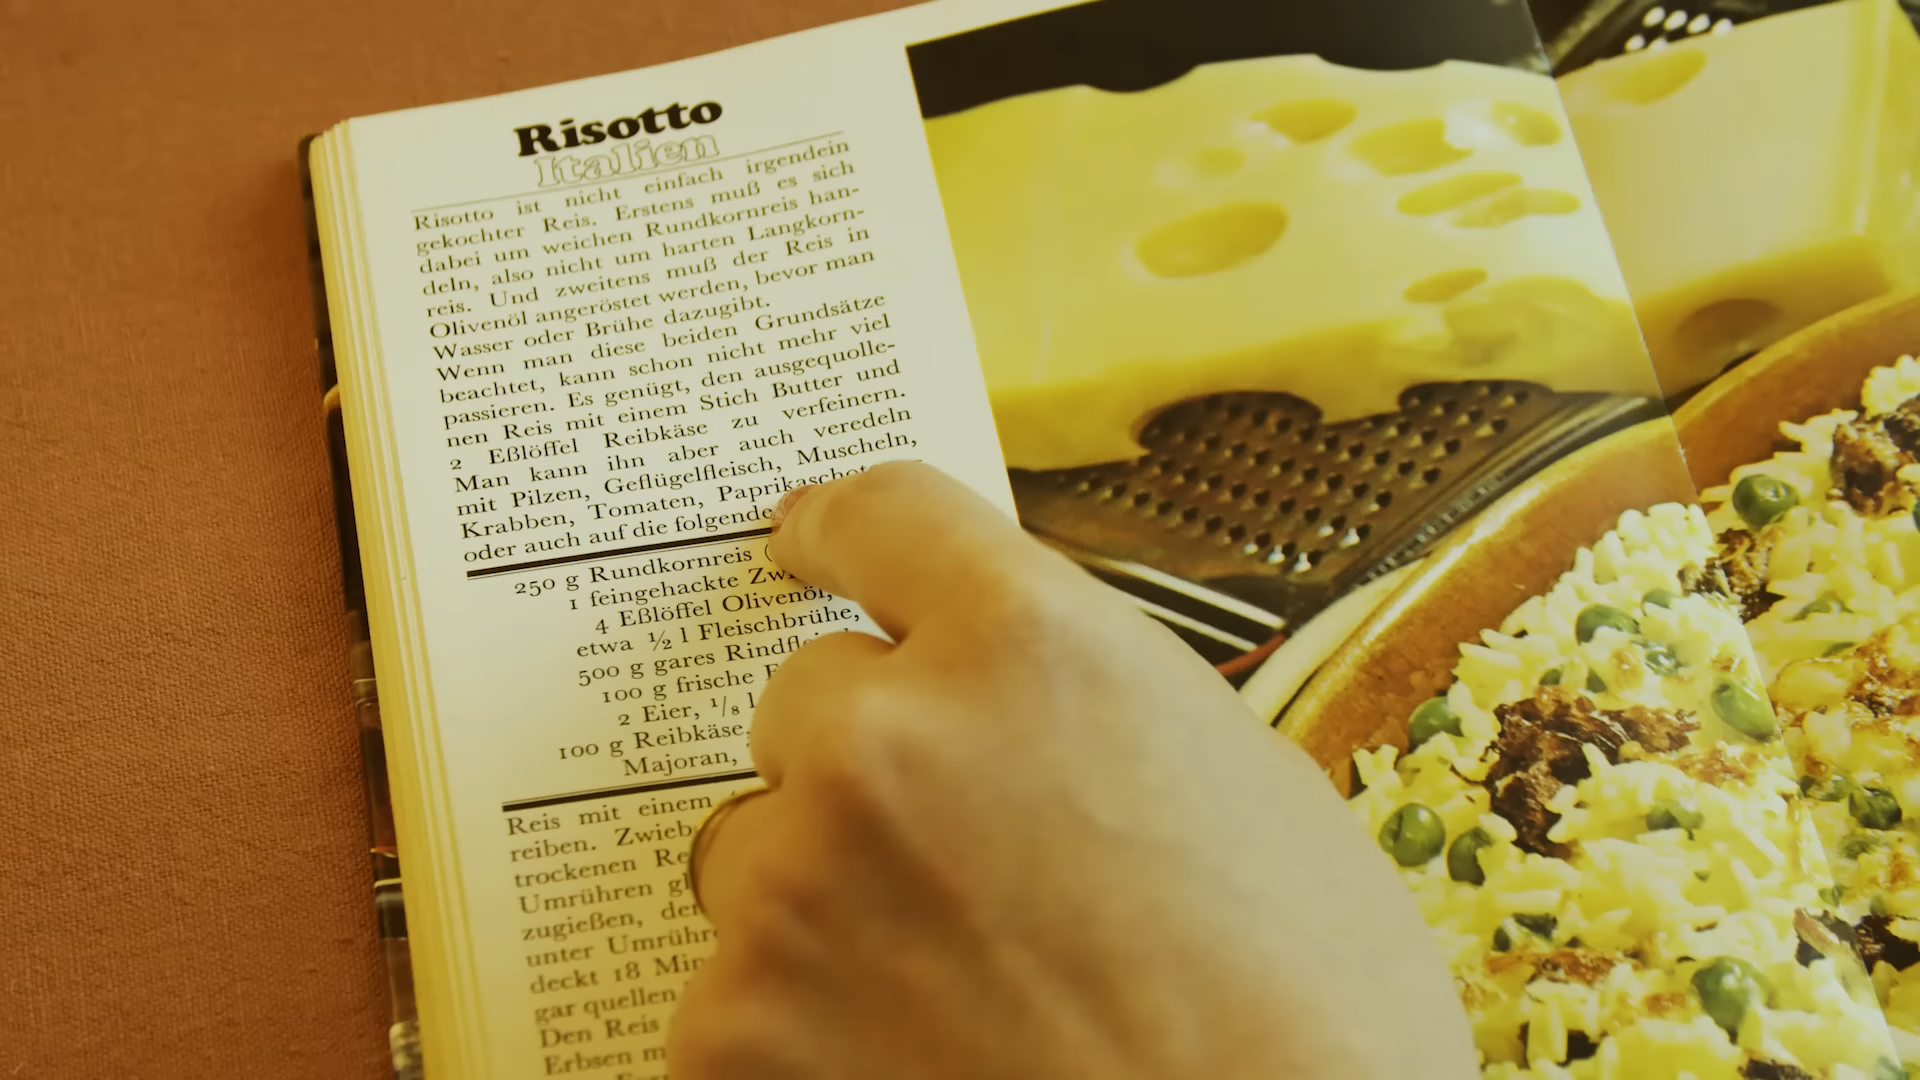 Risotto
Italien
Risotto ist nicht einfach irgendein
gekochter Reis. Erstens muß es sich
dabei um weichen Rundkornreis han-
deln, also nicht um harten Langkorn-
reis. Und zweitens muß der Reis in
Olivenöl angeröstet werden, bevor man
Wasser oder Brühe dazugibt.
Wenn man diese beiden Grundsätze
beachtet, kann schon nicht mehr viel
passieren. Es genügt, den ausgequolle-
nen Reis mit einem Stich Butter und
2 Eßlöffel Reibkäse zu verfeinern.
Man kann ihn aber auch veredeln
mit Pilzen, Geflügelfleisch, Muscheln,
Krabben, Tomaten,
oder auch auf die folgende
250 g Rundkornreis
1 feingehackte
4 Eßlöffel Olivenöl,
etwa ½ l Fleischbrühe,
500 g gares
100 g frische
2 Eier, ⅛ l
100 g Reibkäse,
Majoran,
Reis mit einem
reiben.
trockenen
Umrühren
zugießen,
unter
deckt 18
gar quellen
Den Reis
Erbsen